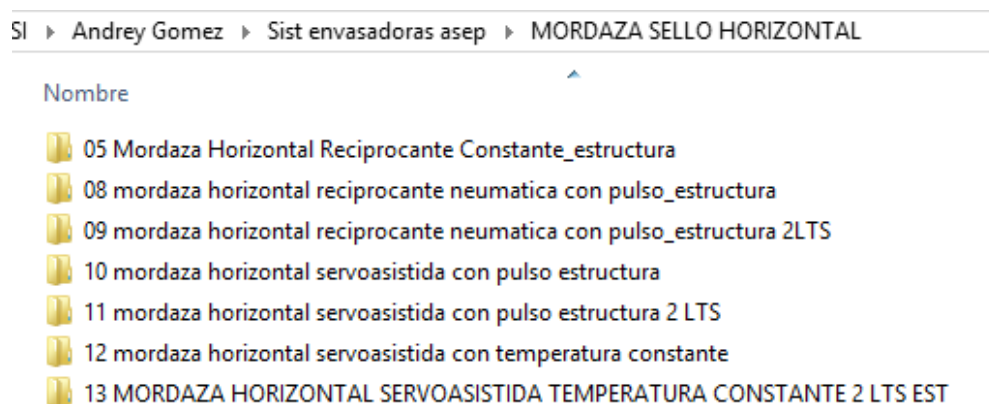 SI ▸ Andrey Gomez ▸ Sist envasadoras asep ▸ MORDAZA SELLO HORIZONTAL
Nombre
05 Mordaza Horizontal Reciprocante Constante_estructura
08 mordaza horizontal reciprocante neumatica con pulso_estructura
09 mordaza horizontal reciprocante neumatica con pulso_estructura 2LTS
10 mordaza horizontal servoasistida con pulso estructura
11 mordaza horizontal servoasistida con pulso estructura 2 LTS
12 mordaza horizontal servoasistida con temperatura constante
13 MORDAZA HORIZONTAL SERVOASISTIDA TEMPERATURA CONSTANTE 2 LTS EST